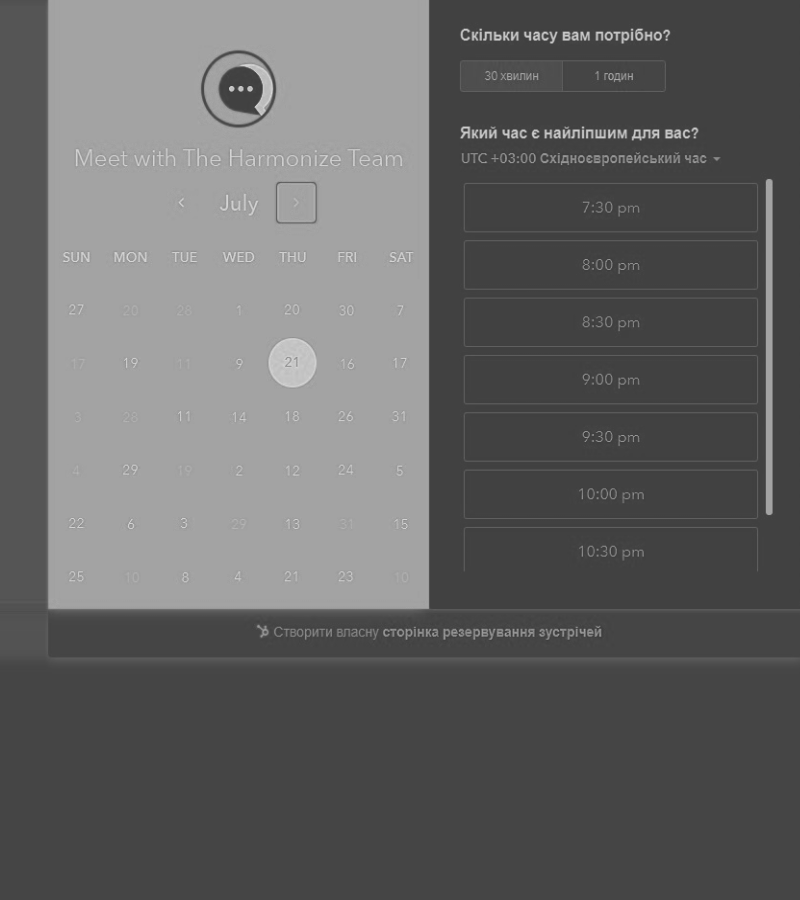 Meet with The Harmonize Team
July
SUN MON TUE WED THU FRI SAT
27 20 28 1 20 30 7
17 19 11 9 21 16 17
3 28 11 14 18 26 31
4 29 19 2 12 24 5
22 6 3 29 13 31 15
25 10 8 4 21 23 10
Скільки часу вам потрібно?
30 хвилин 1 годин
Який час є найліпшим для вас?
UTC +03:00 Східноєвропейський час
7:30 pm
8:00 pm
8:30 pm
9:00 pm
9:30 pm
10:00 pm
10:30 pm
Створити власну сторінка резервування зустрічей